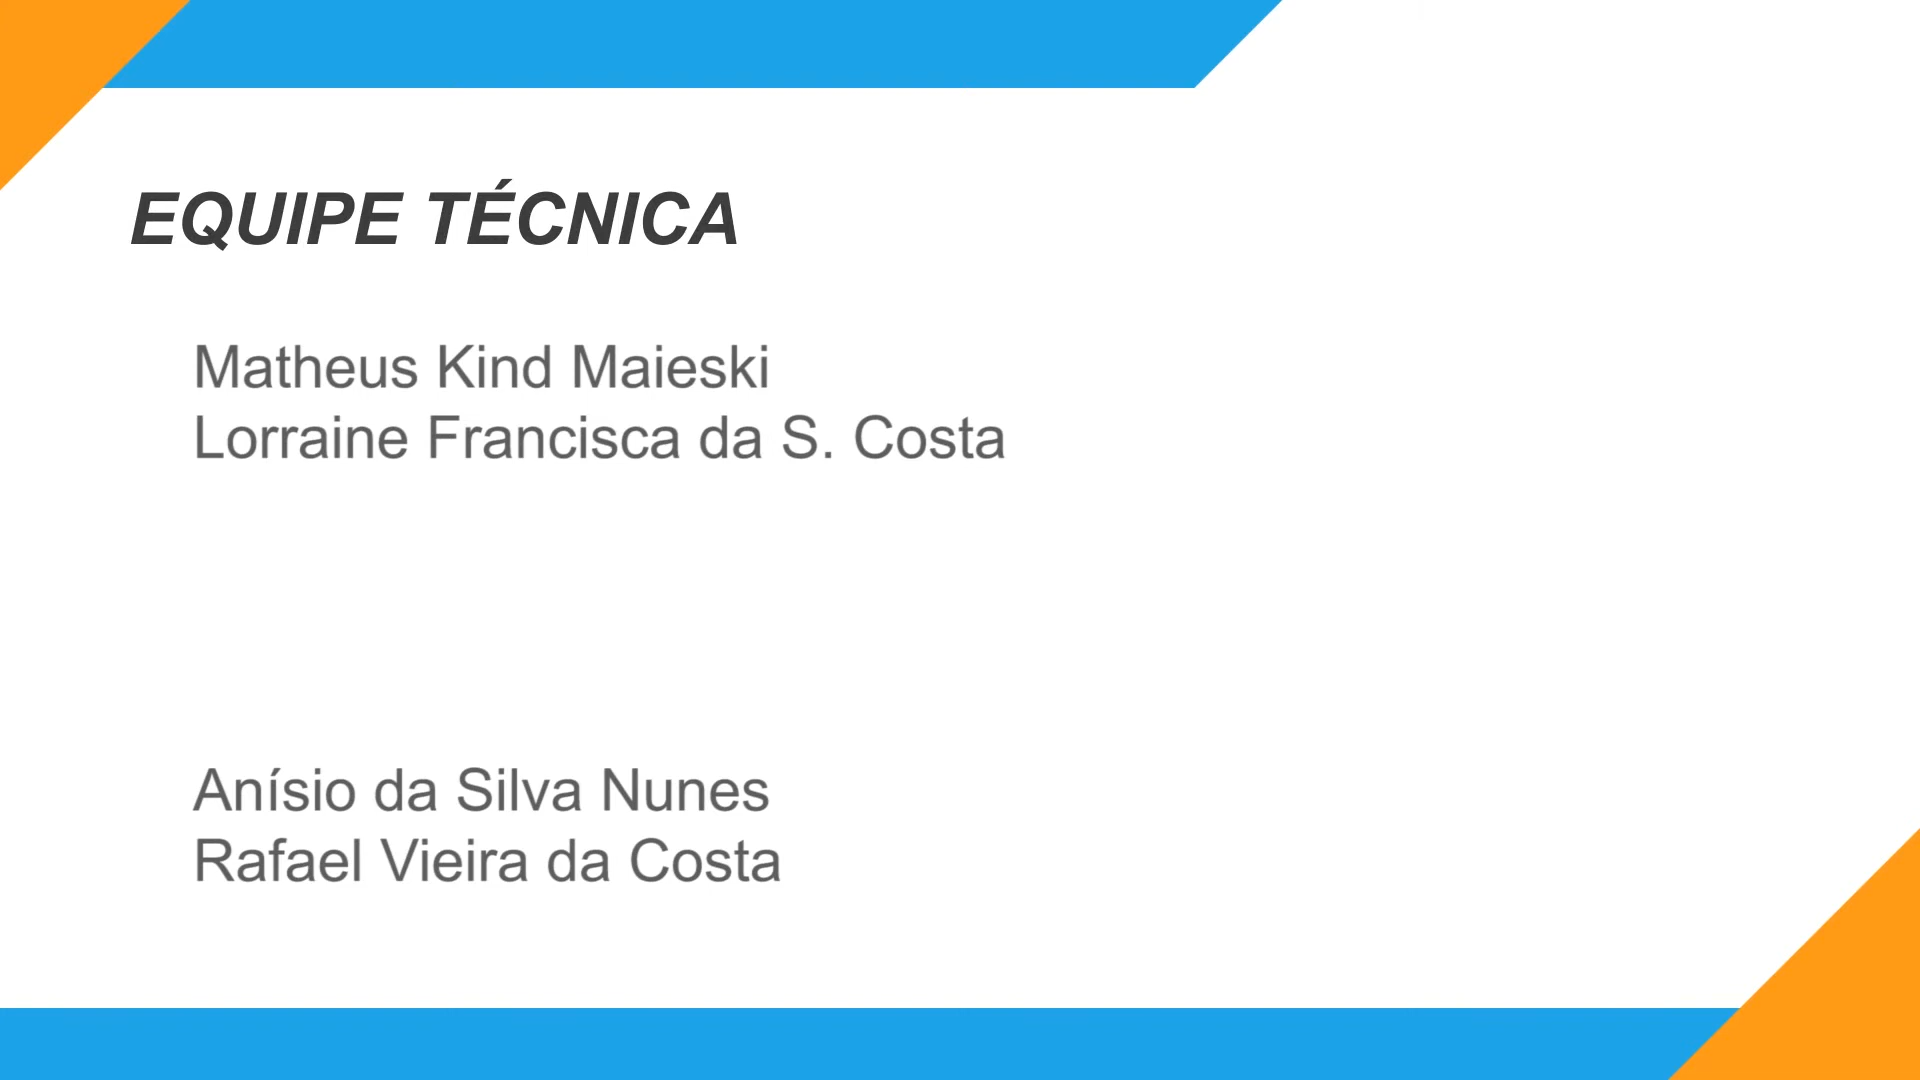 EQUIPE TÉCNICA
Matheus Kind Maieski
Lorraine Francisca da S. Costa
Anísio da Silva Nunes
Rafael Vieira da Costa